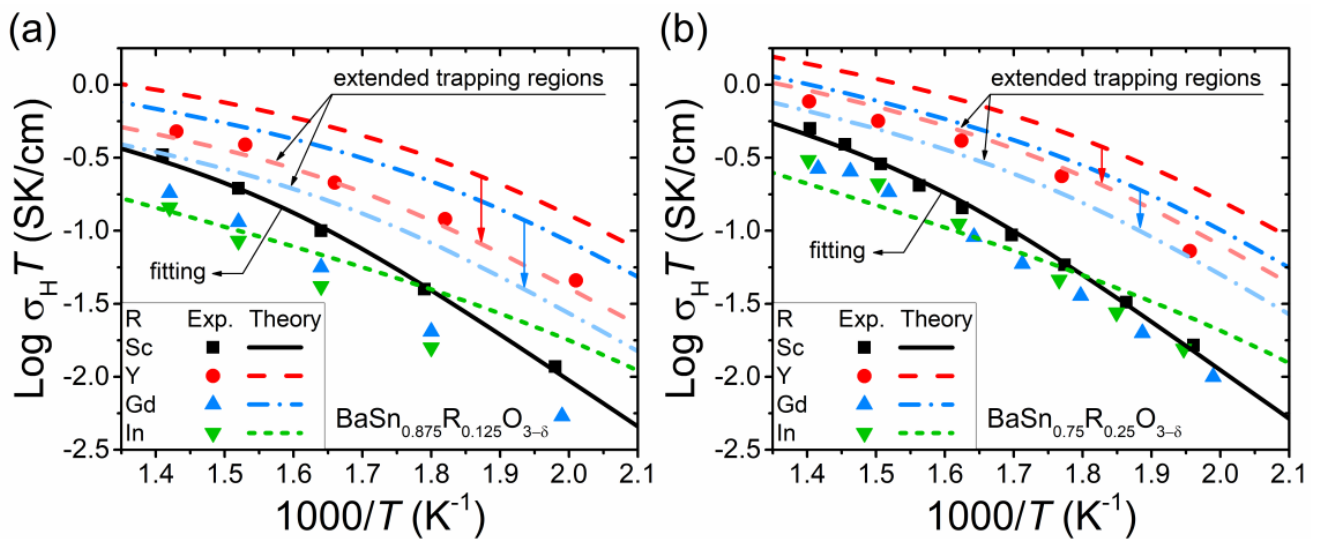 (a)
Log σ_H T (SK/cm)
0.0
-0.5
-1.0
-1.5
-2.0
-2.5
extended trapping regions
fitting
R Exp. Theory
Sc
Y
Gd
In
BaSn₀.₈₇₅R₀.₁₂₅O₃₋δ
1.4 1.5 1.6 1.7 1.8 1.9 2.0 2.1
1000/T (K⁻¹)
(b)
Log σ_H T (SK/cm)
0.0
-0.5
-1.0
-1.5
-2.0
-2.5
extended trapping regions
fitting
R Exp. Theory
Sc
Y
Gd
In
BaSn₀.₇₅R₀.₂₅O₃₋δ
1.4 1.5 1.6 1.7 1.8 1.9 2.0 2.1
1000/T (K⁻¹)